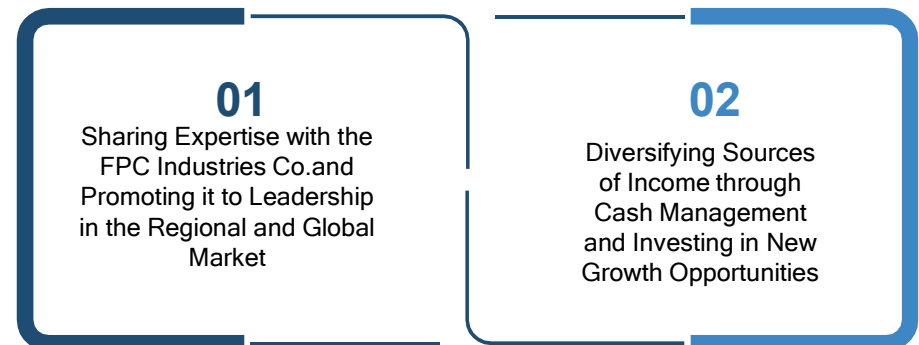 01
Sharing Expertise with the
FPC Industries Co.and
Promoting it to Leadership
in the Regional and Global
Market
02
Diversifying Sources
of Income through
Cash Management
and Investing in New
Growth Opportunities